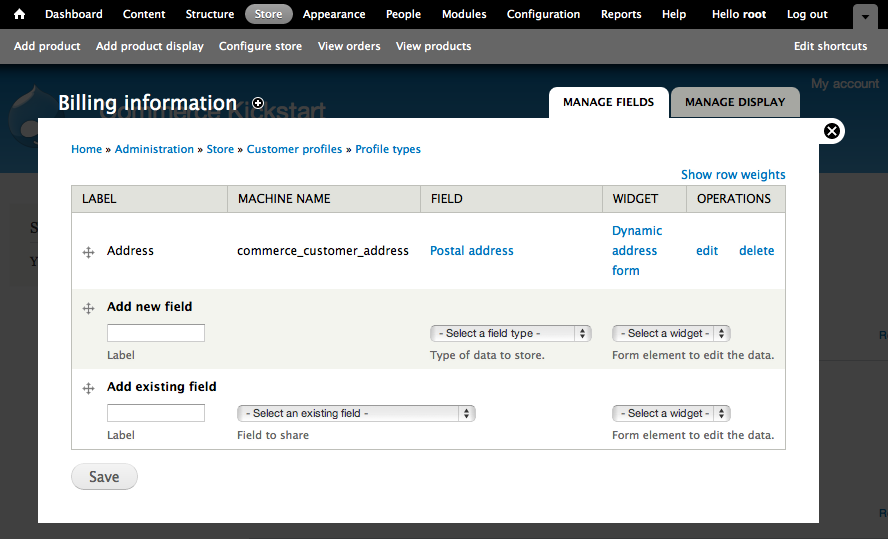 Dashboard Content Structure Store Appearance People Modules Configuration Reports Help Hello root Log out
Add product Add product display Configure store View orders View products Edit shortcuts
My account
Commerce Kickstart
Billing information
MANAGE FIELDS MANAGE DISPLAY
Home » Administration » Store » Customer profiles » Profile types
Show row weights
LABEL MACHINE NAME FIELD WIDGET OPERATIONS
Address commerce_customer_address Postal address Dynamic
address
form
edit delete
Add new field
- Select a field type - - Select a widget -
Label Type of data to store. Form element to edit the data.
Add existing field
- Select an existing field - - Select a widget -
Label Field to share Form element to edit the data.
Save